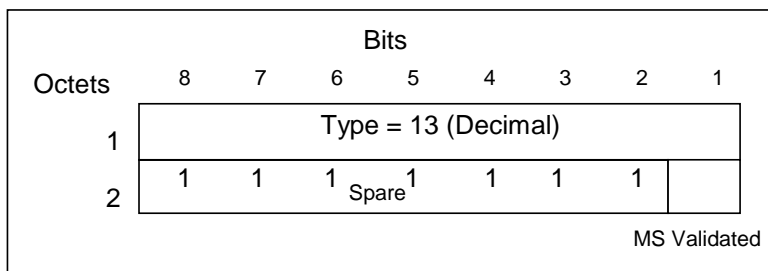 Bits
Octets 8 7 6 5 4 3 2 1
1 Type = 13 (Decimal)
2 1 1 1 1 1 1 1
Spare
MS Validated